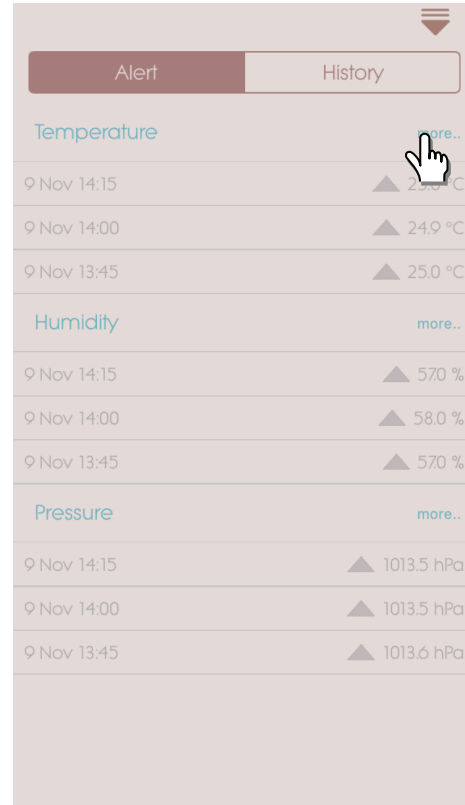 Alert History
Temperature more..
9 Nov 14:15 °C
9 Nov 14:00 24.9 °C
9 Nov 13:45 25.0 °C
Humidity more..
9 Nov 14:15 57.0 %
9 Nov 14:00 58.0 %
9 Nov 13:45 57.0 %
Pressure more..
9 Nov 14:15 1013.5 hPa
9 Nov 14:00 1013.5 hPa
9 Nov 13:45 1013.6 hPa